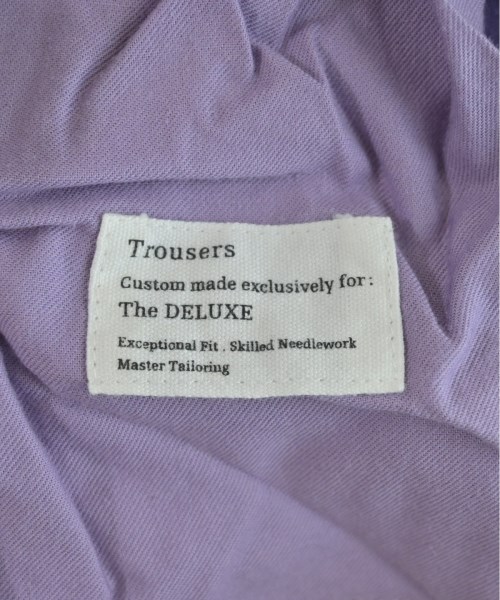 Trousers
Custom made exclusively for:
The DELUXE
Exceptional Fit . Skilled Needlework
Master Tailoring